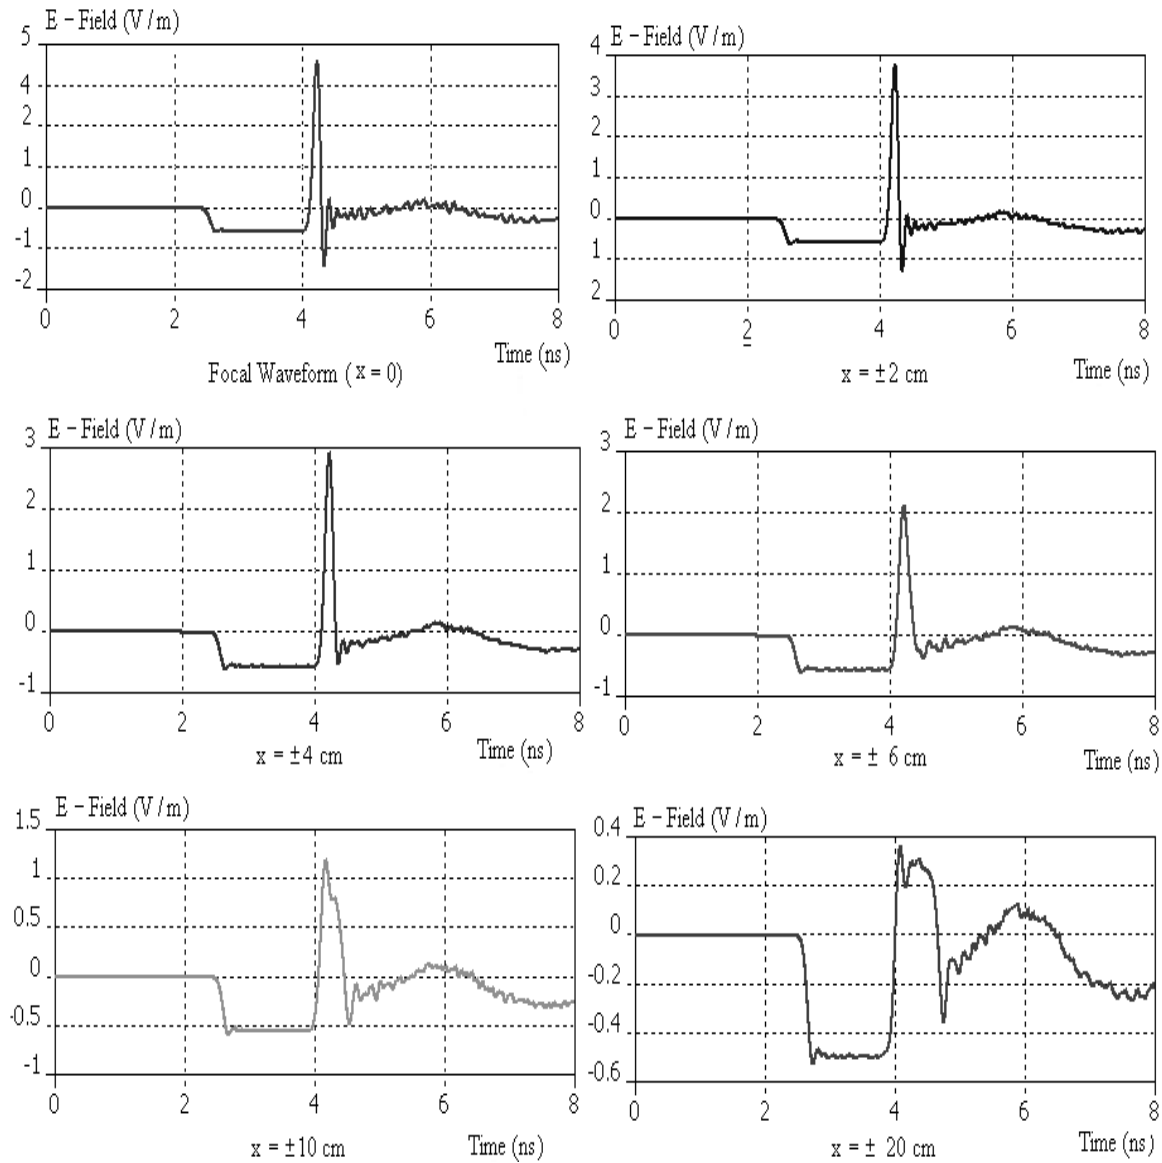 E – Field (V / m)
5
4
2
1
0
-1
-2
0 2 4 6 8
Time (ns)
Focal Waveform ( x = 0)
E – Field (V / m)
4
3
2
1
0
1
2
0 2 4 6 8
Time (ns)
x = ±2 cm
E – Field (V / m)
3
2
1
0
-1
0 2 4 6 8
Time (ns)
x = ±4 cm
E – Field (V / m)
3
2
1
0
-1
0 2 4 6 8
Time (ns)
x = ± 6 cm
E – Field (V / m)
1.5
1
0.5
0
-0.5
-1
0 2 4 6 8
Time (ns)
x = ±10 cm
E – Field (V / m)
0.4
0.2
0
-0.2
-0.4
-0.6
0 2 4 6 8
Time (ns)
x = ± 20 cm